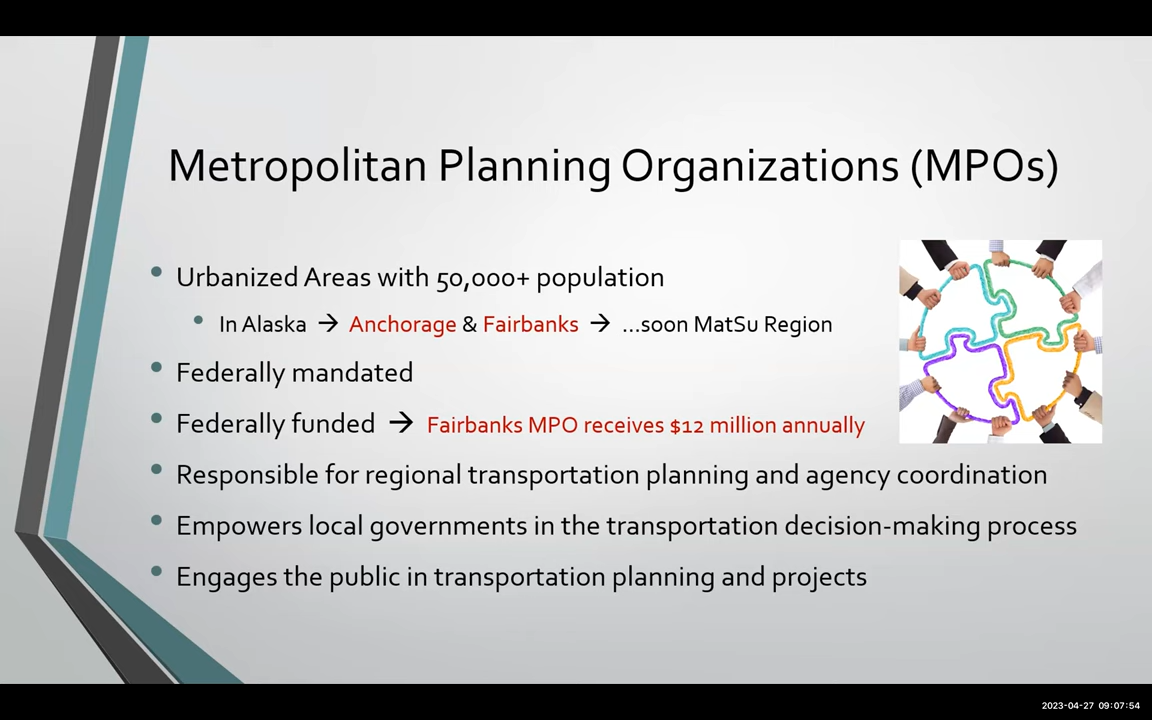 Metropolitan Planning Organizations (MPOs)
• Urbanized Areas with 50,000+ population
• In Alaska → Anchorage & Fairbanks → ...soon MatSu Region
• Federally mandated
• Federally funded → Fairbanks MPO receives $12 million annually
• Responsible for regional transportation planning and agency coordination
• Empowers local governments in the transportation decision-making process
• Engages the public in transportation planning and projects
2023-04-27 09:07:54